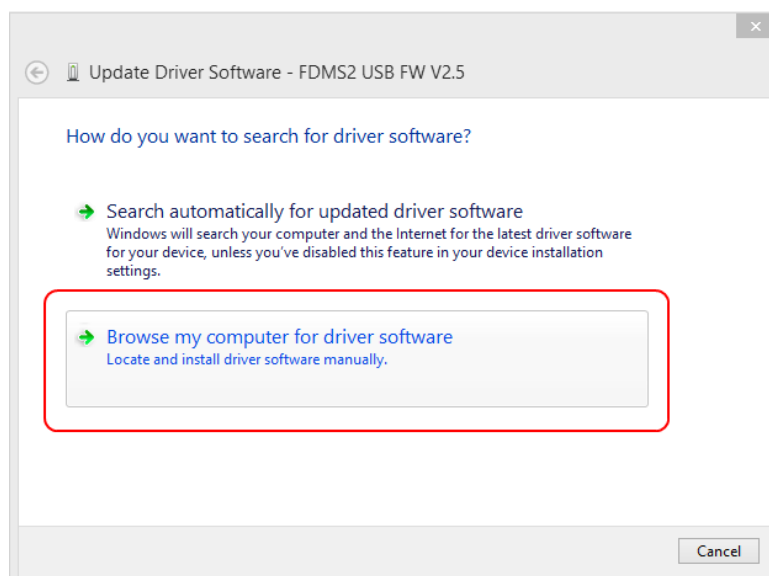 Update Driver Software - FDMS2 USB FW V2.5
How do you want to search for driver software?
Search automatically for updated driver software
Windows will search your computer and the Internet for the latest driver software
for your device, unless you've disabled this feature in your device installation
settings.
Browse my computer for driver software
Locate and install driver software manually.
Cancel